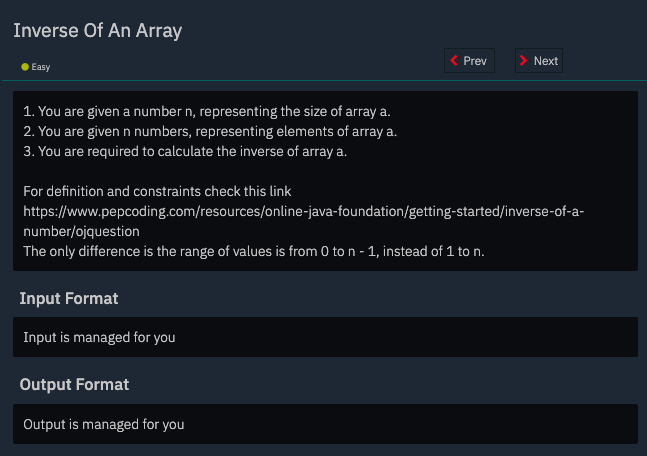 Inverse Of An Array
Easy
Prev
Next
1. You are given a number n, representing the size of array a.
2. You are given n numbers, representing elements of array a.
3. You are required to calculate the inverse of array a.
For definition and constraints check this link
https://www.pepcoding.com/resources/online-java-foundation/getting-started/inverse-of-a-
number/ojquestion
The only difference is the range of values is from 0 to n - 1, instead of 1 to n.
Input Format
Input is managed for you
Output Format
Output is managed for you